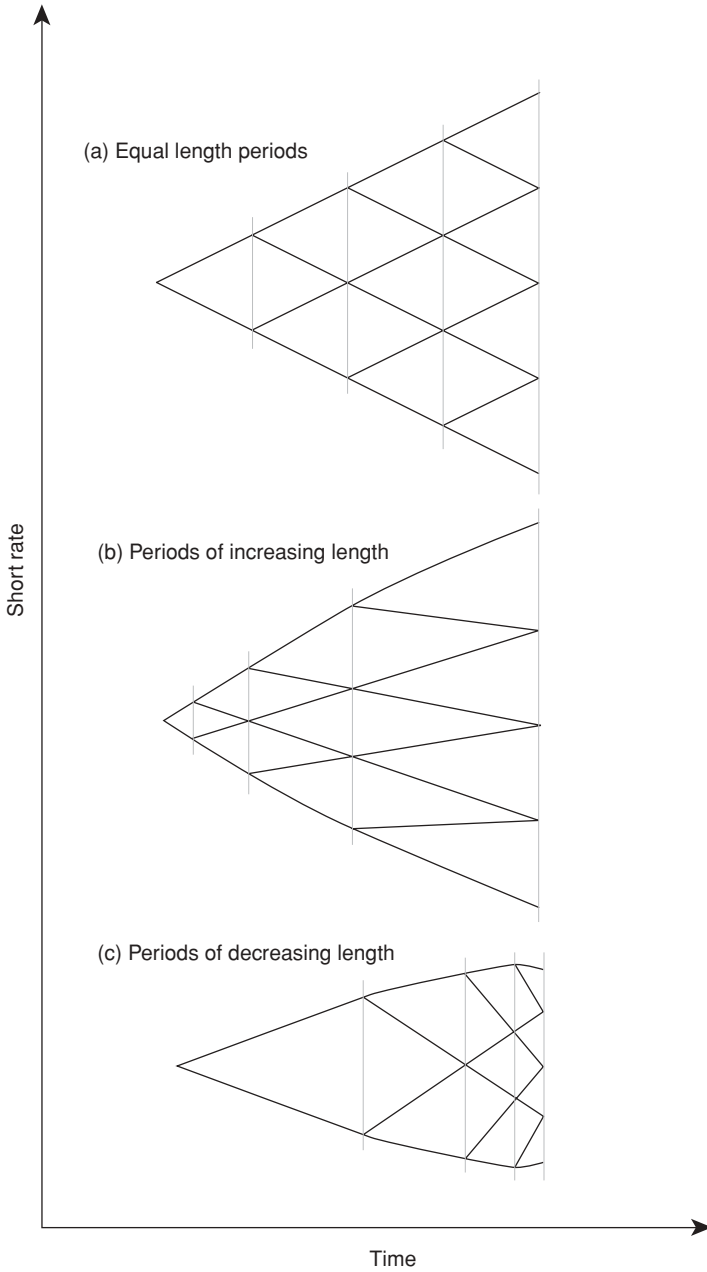 (a) Equal length periods
(b) Periods of increasing length
Short rate
(c) Periods of decreasing length
Time